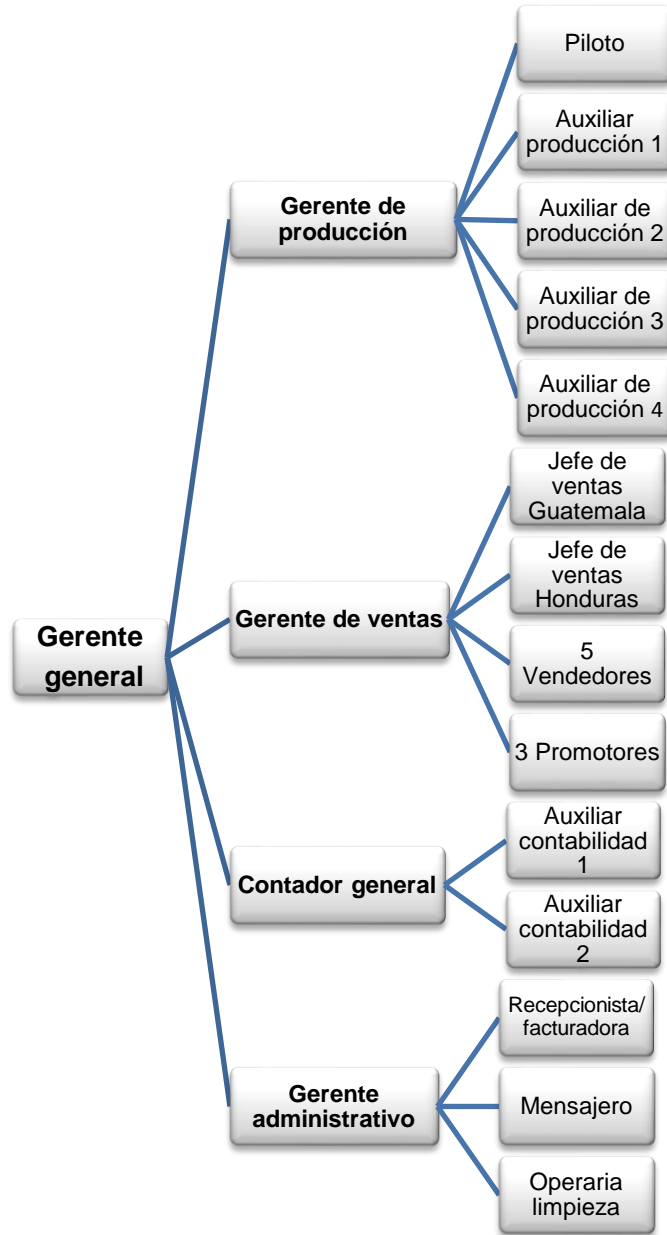 Piloto
Auxiliar
producción 1
Gerente de
producción
Auxiliar de
producción 2
Auxiliar de
producción 3
Auxiliar de
producción 4
Jefe de
ventas
Guatemala
Jefe de
ventas
Honduras
Gerente de ventas
Gerente
general
5
Vendedores
3 Promotores
Auxiliar
contabilidad
1
Contador general
Auxiliar
contabilidad
2
Recepcionista/
facturadora
Gerente
administrativo
Mensajero
Operaria
limpieza